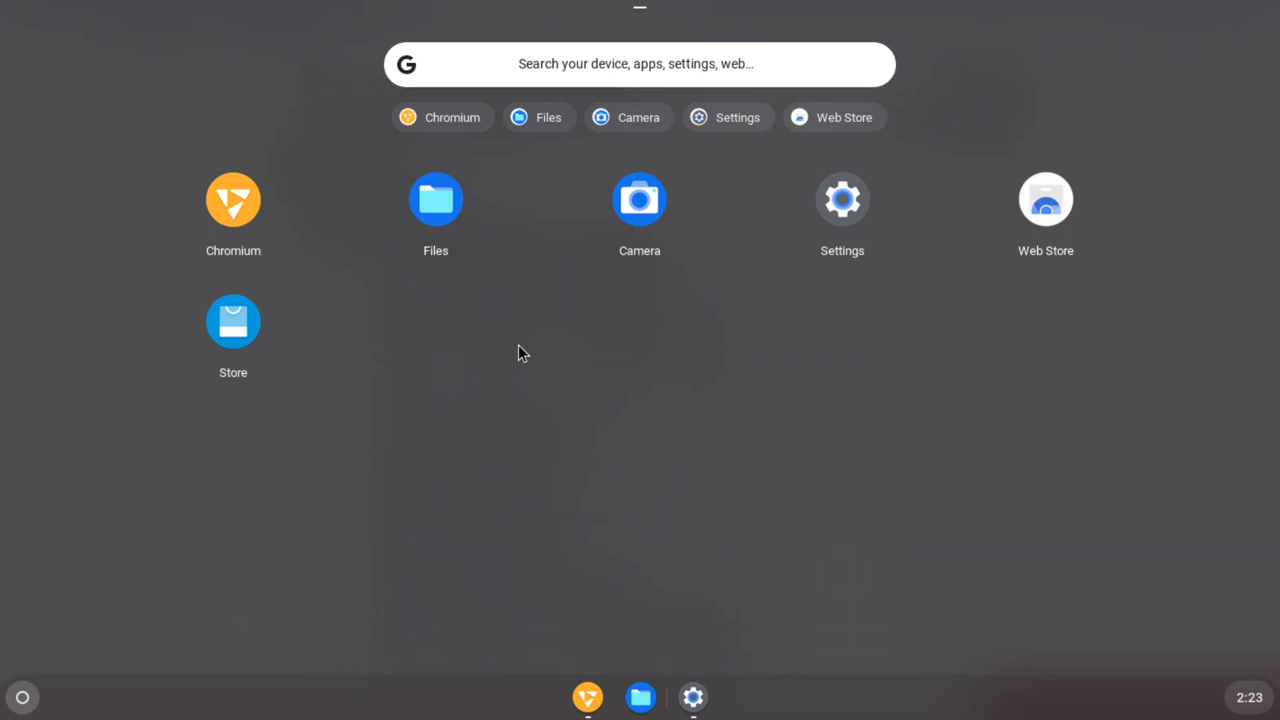 Search your device, apps, settings, web...
Chromium Files Camera Settings Web Store
Chromium Files Camera Settings Web Store
Store
2:23